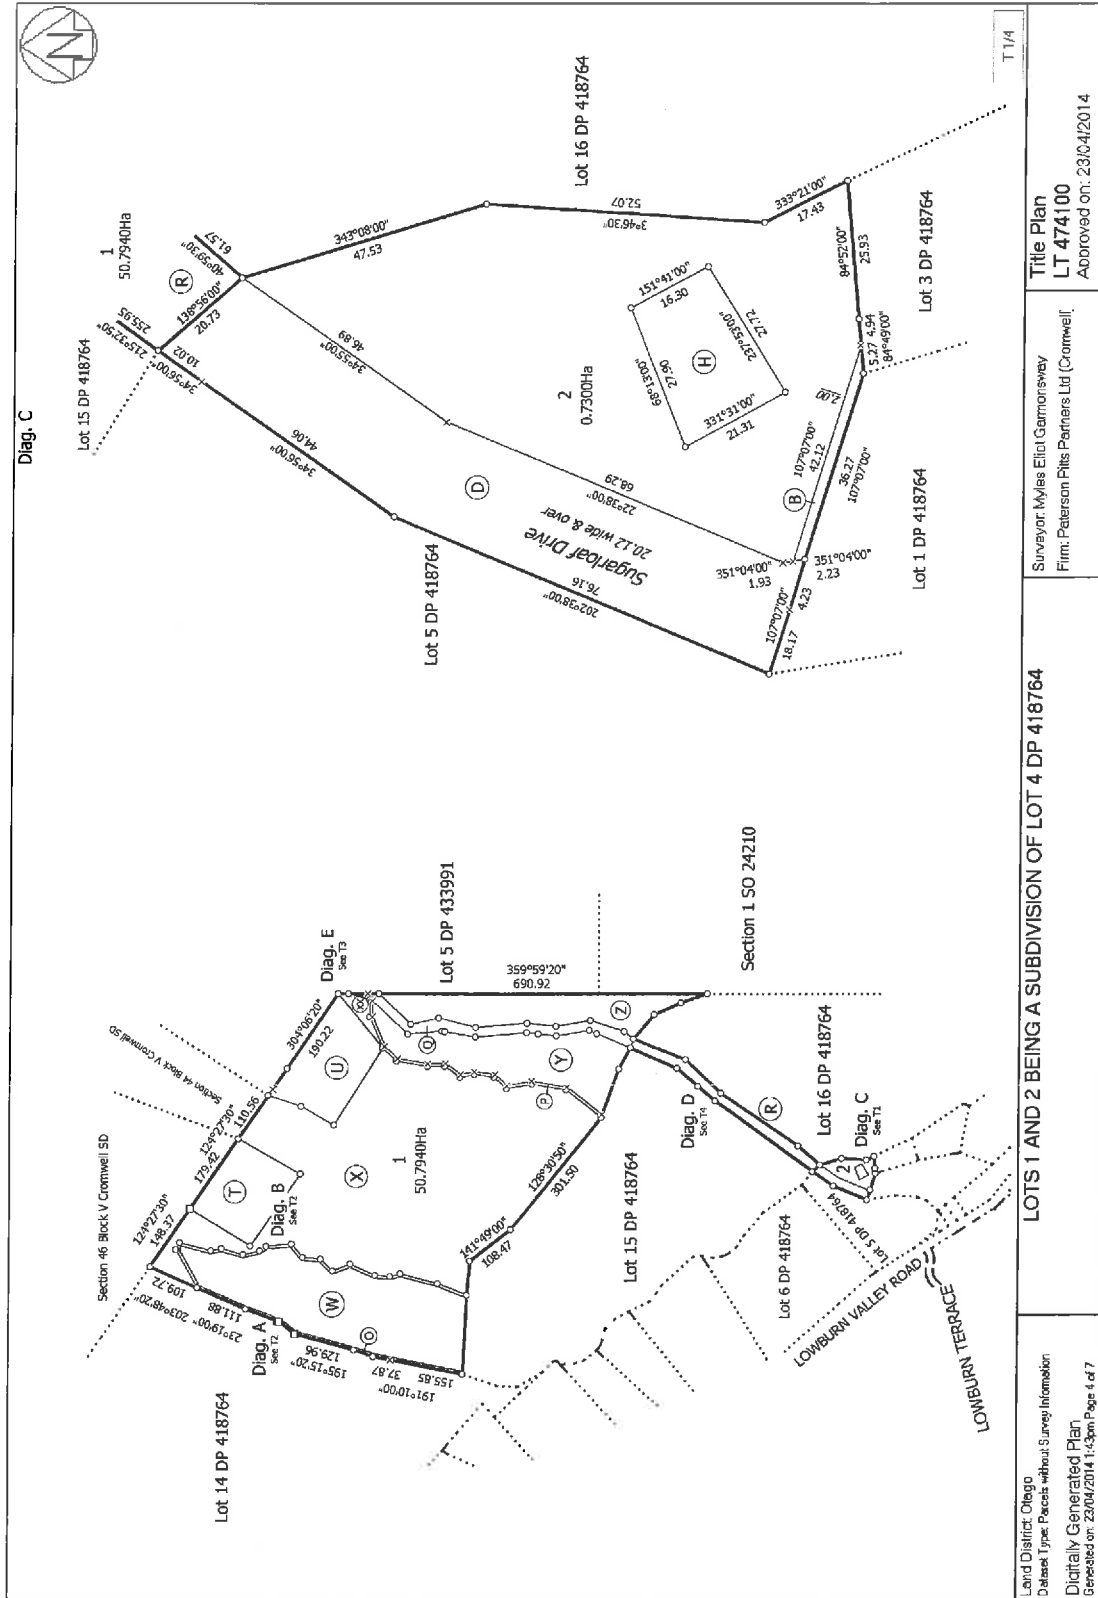 Diag. C
N
Lot 15 DP 418764
1
50.7940Ha
R
255.95
215°32'50"
40°59'30"
61.57
10.02
34°56'00"
138°56'00"
20.73
343°08'00"
47.53
Lot 16 DP 418764
3°46'30"
52.07
333°21'00"
17.43
84°52'00"
25.93
Lot 3 DP 418764
4.94
84°49'00"
5.27
2.00
36.27
107°07'00"
107°07'00"
42.12
B
Lot 1 DP 418764
351°04'00"
2.23
351°04'00"
1.93
4.23
107°07'00"
18.17
202°38'00"
76.16
Lot 5 DP 418764
34°56'00"
44.06
34°55'00"
46.89
22°38'00"
68.29
D
Sugarloaf Drive
20.12 wide & over
2
0.7300Ha
H
68°13'00"
27.90
151°41'00"
16.30
237°53'00"
27.72
331°31'00"
21.31
Section 46 Block V Cromwell SD
Section 44 Block V Cromwell SD
124°27'30"
148.37
179.42
124°27'30"
110.56
304°06'20"
190.22
Diag. E
See T3
Lot 5 DP 433991
359°59'20"
690.92
Section 1 SO 24210
Lot 14 DP 418764
109.72
203°48'20"
111.88
23°19'00"
Diag. A
See T2
129.96
195°15'20"
37.87
191°10'00"
155.85
Diag. B
See T2
T
U
X
W
O
Q
P
Y
Z
XX
1
50.7940Ha
141°49'00"
108.47
128°30'50"
301.50
Lot 15 DP 418764
Diag. D
See T4
R
Lot 16 DP 418764
Diag. C
See T1
2
Lot 6 DP 418764
Lot 5 DP 418764
LOWBURN VALLEY ROAD
LOWBURN TERRACE
T 1/4
Land District: Otago
Dataset Type: Parcels without Survey Information
Digitally Generated Plan
Generated on: 23/04/2014 1:43pm Page 4 of 7
LOTS 1 AND 2 BEING A SUBDIVISION OF LOT 4 DP 418764
Surveyor: Myles Eliot Garmonsway
Firm: Paterson Pitts Partners Ltd (Cromwell)
Title Plan
LT 474100
Approved on: 23/04/2014